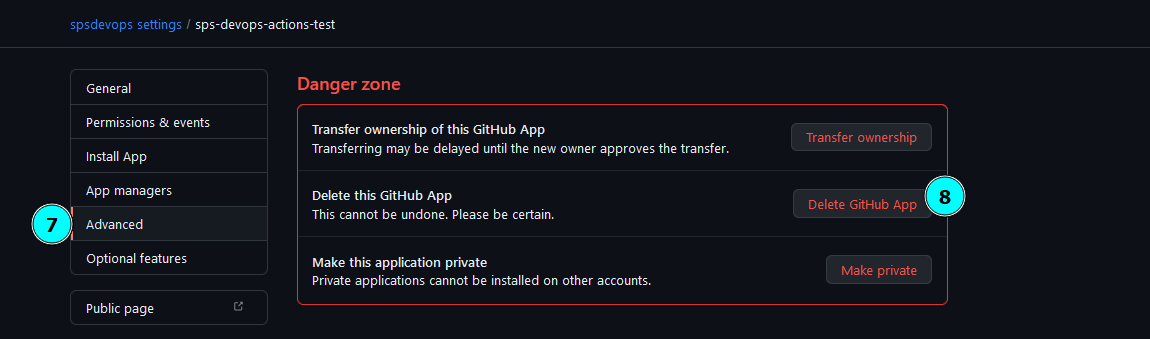 spsdevops settings / sps-devops-actions-test
General
Permissions & events
Install App
App managers
7
Advanced
Optional features
Public page
Danger zone
Transfer ownership of this GitHub App
Transferring may be delayed until the new owner approves the transfer.
Transfer ownership
Delete this GitHub App
This cannot be undone. Please be certain.
Delete GitHub App
8
Make this application private
Private applications cannot be installed on other accounts.
Make private